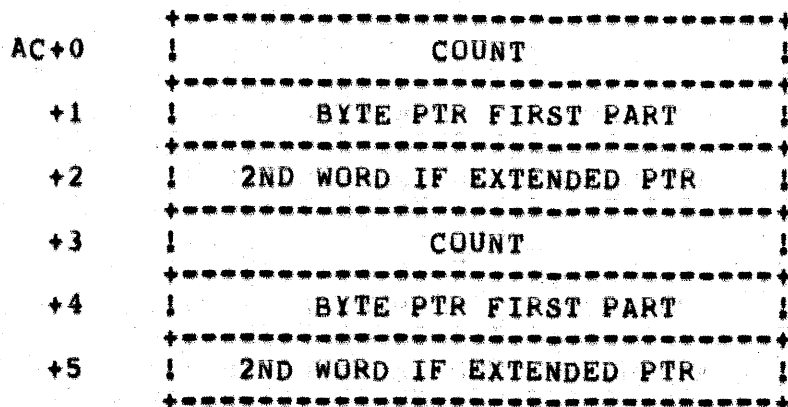 +-------------------------------------+
AC+0 ! COUNT !
+-------------------------------------+
+1 ! BYTE PTR FIRST PART !
+-------------------------------------+
+2 ! 2ND WORD IF EXTENDED PTR !
+-------------------------------------+
+3 ! COUNT !
+-------------------------------------+
+4 ! BYTE PTR FIRST PART !
+-------------------------------------+
+5 ! 2ND WORD IF EXTENDED PTR !
+-------------------------------------+